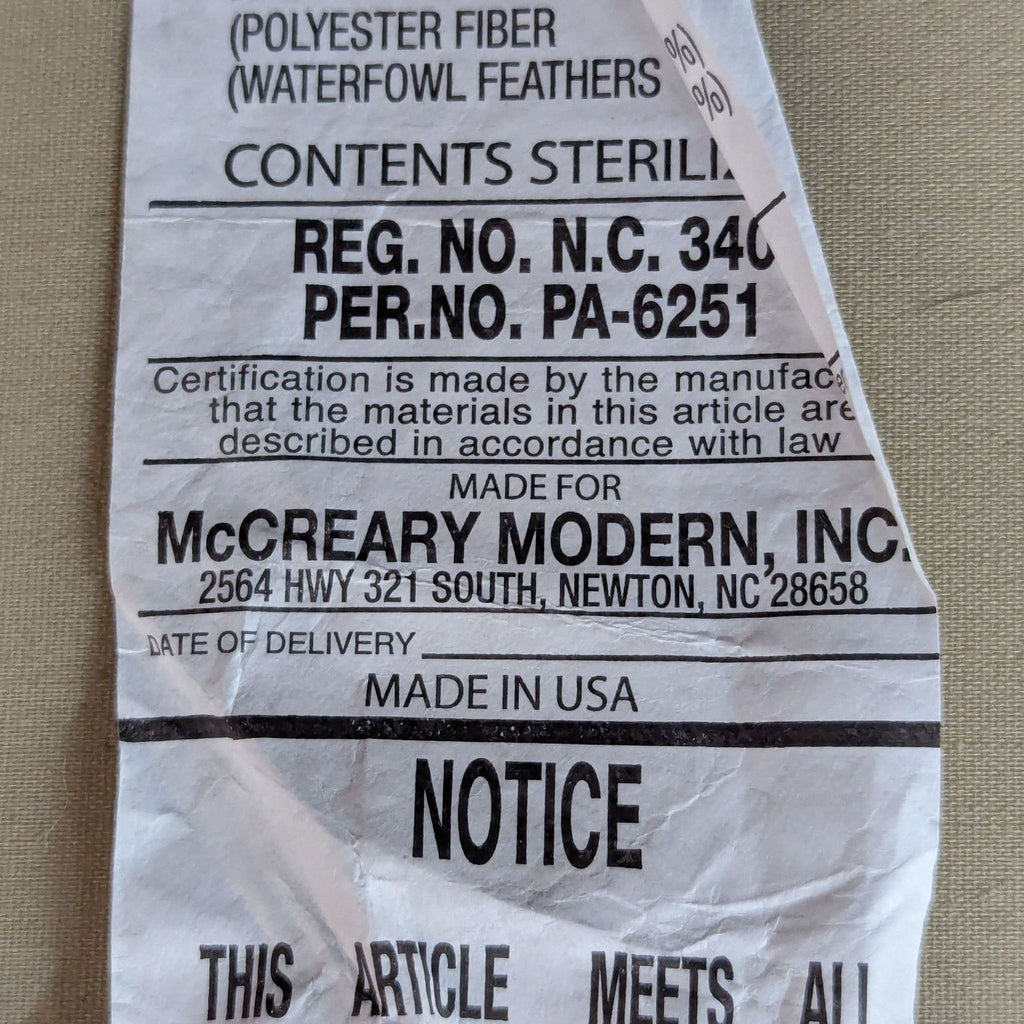 (POLYESTER FIBER %)
(WATERFOWL FEATHERS %)
CONTENTS
REG. NO. N.C. 340
PER.NO. PA-6251
Certification is made by the
that the materials in this article are
described in accordance with law
MADE FOR
McCREARY MODERN, INC.
2564 HWY 321 SOUTH, NEWTON, NC 28658
DATE OF DELIVERY
MADE IN USA
NOTICE
THIS ARTICLE MEETS ALL